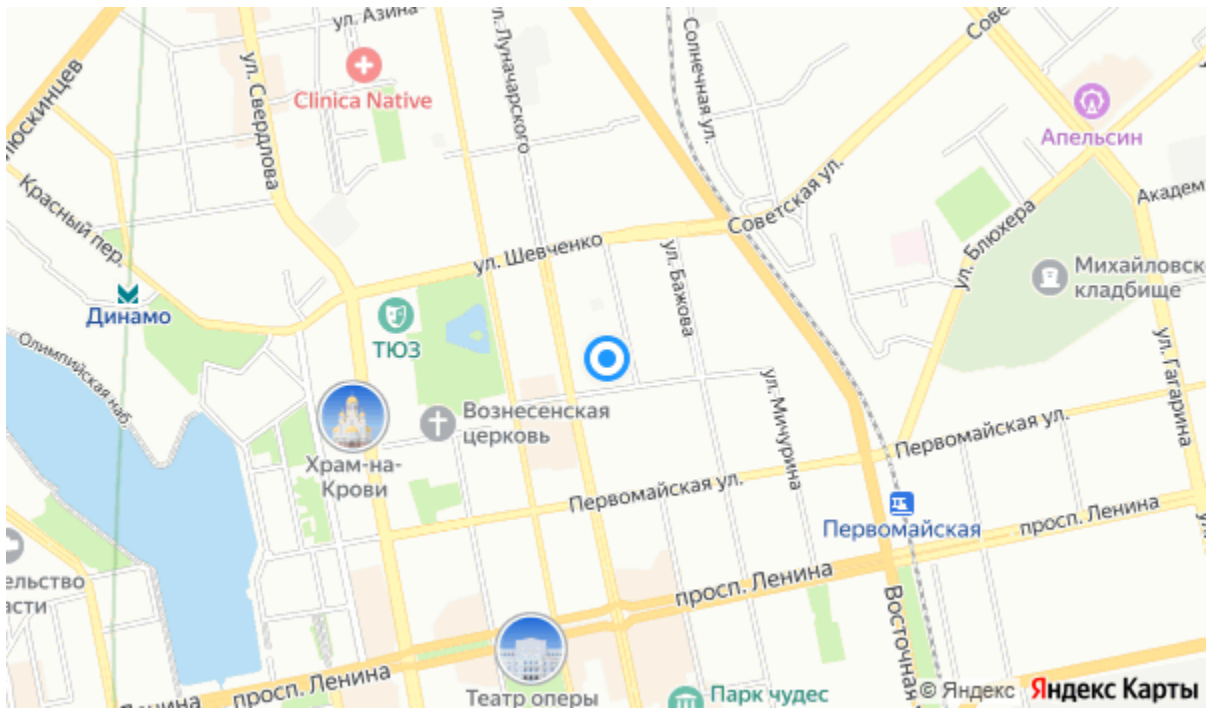 ул. Азина
Clinica Native
ул. Луначарского
Солнечная ул.
Апельсин
ул. Свердлова
Красный пер.
Советская ул.
ул. Блюхера
ул. Шевченко
ул. Бажова
Михайловск
кладбище
Динамо
ТЮЗ
Олимпийская наб.
ул. Гагарина
ул. Мичурина
Вознесенская
церковь
Храм-на-
Крови
Первомайская ул.
Первомайская ул.
Первомайская
просп. Ленина
просп. Ленина
Восточная
просп. Ленина
Театр оперы
Парк чудес
© Яндекс
Яндекс Карты